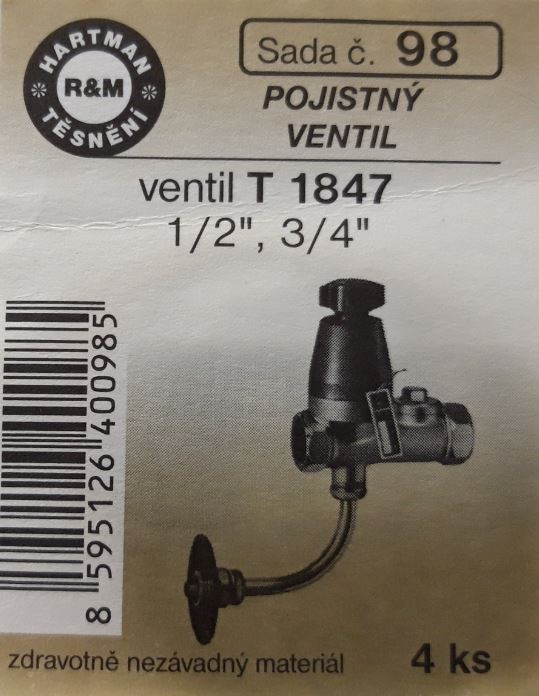 HARTMAN
R&M
TĚSNĚNÍ
Sada č. 98
POJISTNÝ
VENTIL
ventil T 1847
1/2", 3/4"
8 595126 400985
zdravotně nezávadný materiál
4 ks